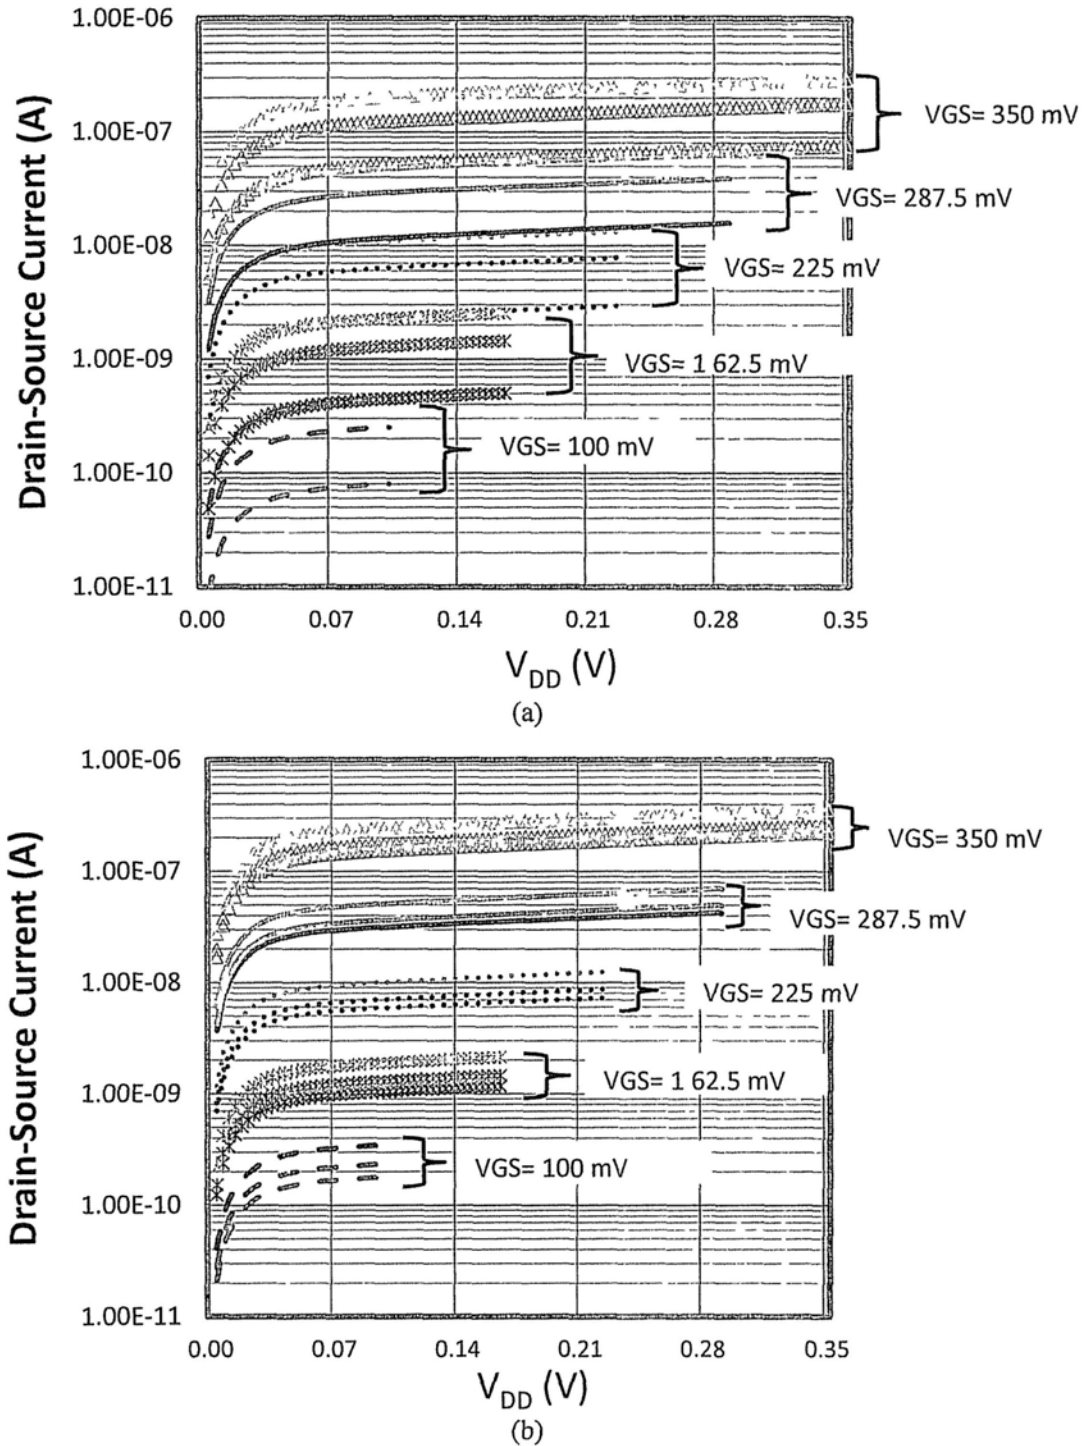 1.00E-06
1.00E-07
1.00E-08
1.00E-09
1.00E-10
1.00E-11
Drain-Source Current (A)
VGS= 350 mV
VGS= 287.5 mV
VGS= 225 mV
VGS= 1 62.5 mV
VGS= 100 mV
0.00 0.07 0.14 0.21 0.28 0.35
VDD (V)
(a)
1.00E-06
1.00E-07
1.00E-08
1.00E-09
1.00E-10
1.00E-11
Drain-Source Current (A)
VGS= 350 mV
VGS= 287.5 mV
VGS= 225 mV
VGS= 1 62.5 mV
VGS= 100 mV
0.00 0.07 0.14 0.21 0.28 0.35
VDD (V)
(b)